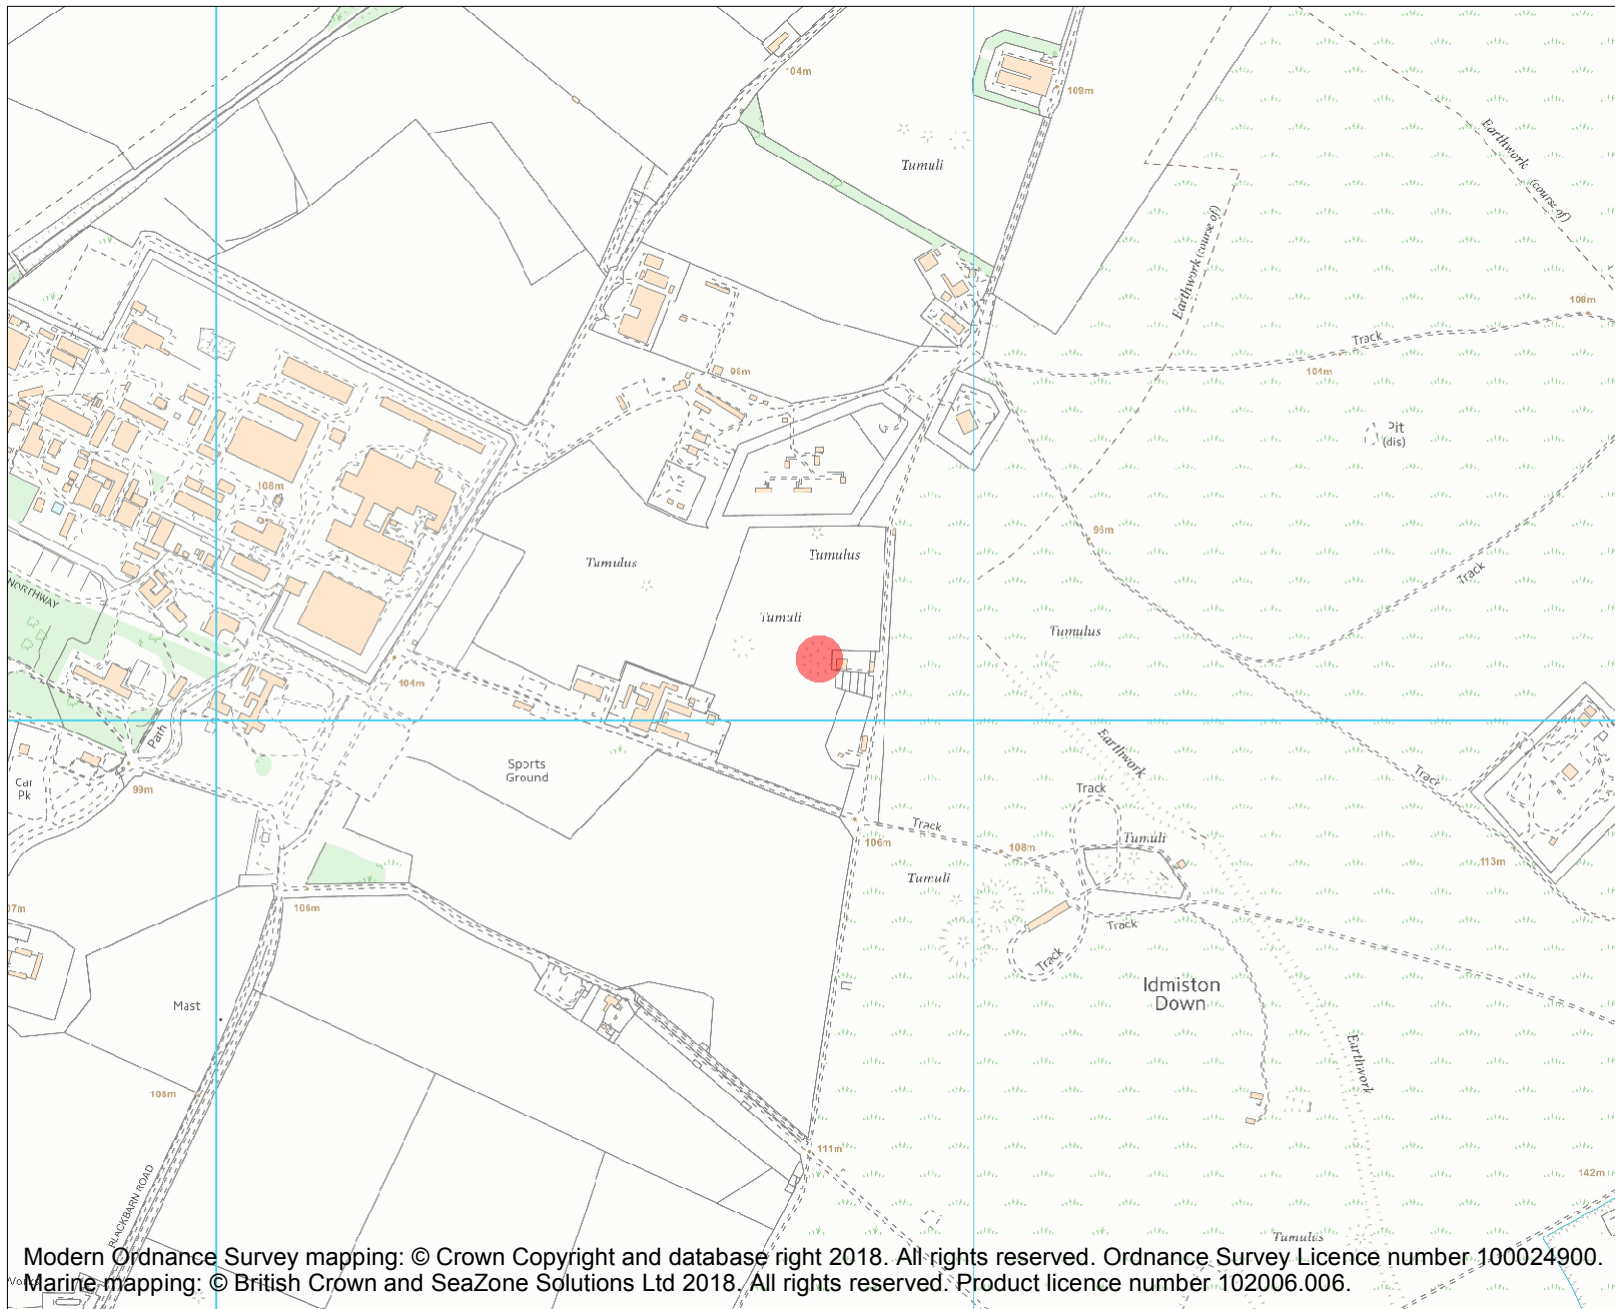 104m
109m
Earthwork
(course of)
Tumuli
Earthwork (course of)
108m
Track
96m
104m
Pit
(dis)
108m
96m
Tumulus
Tumulus
Track
NORTHWAY
Tumuli
Tumulus
104m
Path
Earthwork
Sports
Ground
Car
Pk
99m
Track
Track
Track
Tumuli
106m
108m
113m
Tumuli
106m
Track
Track
Idmiston
Down
Mast
Earthwork
108m
111m
142m
BLACKBARN ROAD
Tumulus
Modern Ordnance Survey mapping: © Crown Copyright and database right 2018. All rights reserved. Ordnance Survey Licence number 100024900.
Marine mapping: © British Crown and SeaZone Solutions Ltd 2018. All rights reserved. Product licence number 102006.006.